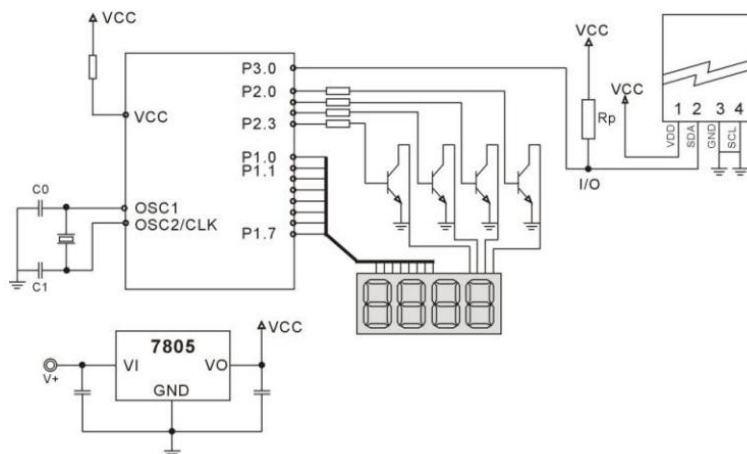 VCC
VCC
P3.0
P2.0
P2.3
P1.0
P1.1
P1.7
OSC1
OSC2/CLK
C0
C1
VCC
Rp
VCC
I/O
1 2 3 4
VDD SDA GND SCL
7805
VI VO
GND
V+
VCC